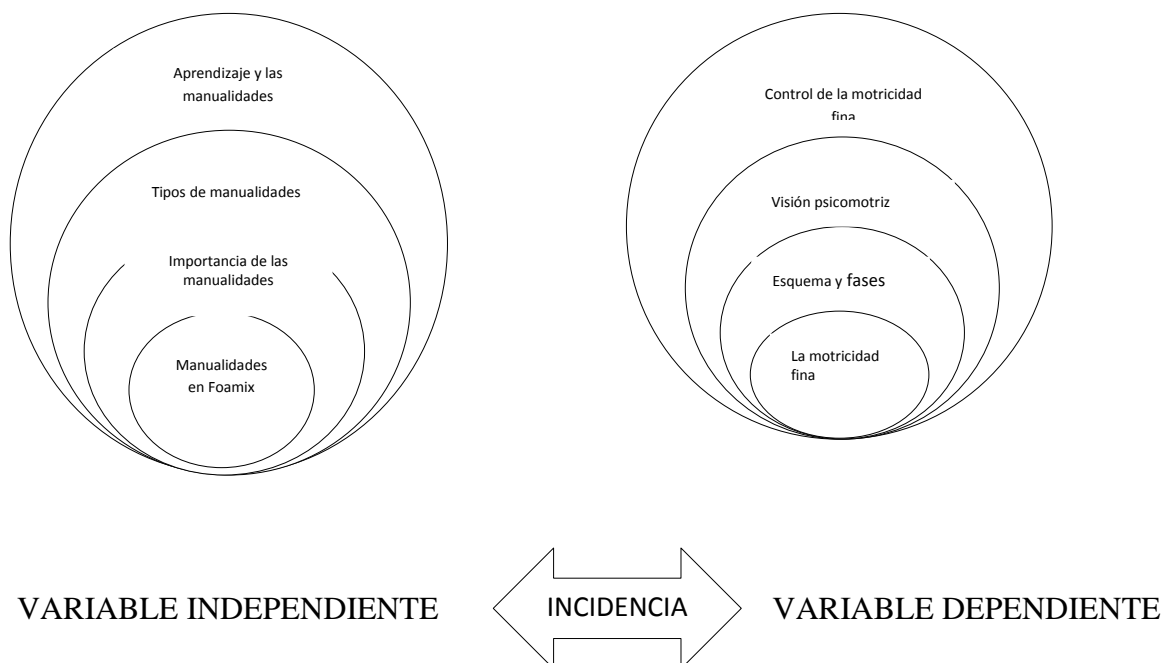 Aprendizaje y las
manualidades
Tipos de manualidades
Importancia de las
manualidades
Manualidades
en Foamix
Control de la motricidad
fina
Visión psicomotriz
Esquema y fases
La motricidad
fina
VARIABLE INDEPENDIENTE
INCIDENCIA
VARIABLE DEPENDIENTE